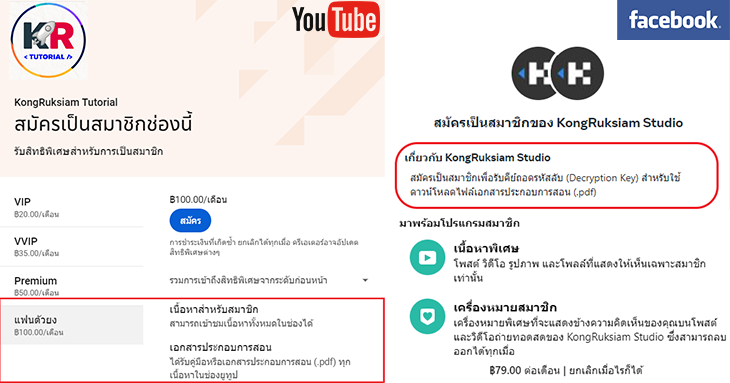 KR
< TUTORIAL />
YouTube
KongRuksiam Tutorial
สมัครเป็นสมาชิกช่องนี้
รับสิทธิพิเศษสำหรับการเป็นสมาชิก
VIP
฿20.00/เดือน
VVIP
฿35.00/เดือน
Premium
฿50.00/เดือน
แฟนตัวยง
฿100.00/เดือน
฿100.00/เดือน
สมัคร
การชำระเงินที่เกิดซ้ำ ยกเลิกได้ทุกเมื่อ ครีเอเตอร์อาจอัปเดต
สิทธิพิเศษต่างๆ
รวมการเข้าถึงสิทธิพิเศษจากระดับก่อนหน้า
เนื้อหาสำหรับสมาชิก
สามารถเข้าชมเนื้อหาทั้งหมดในช่องได้
เอกสารประกอบการสอน
ได้รับคู่มือหรือเอกสารประกอบการสอน (.pdf) ทุก
เนื้อหาในช่องยูทูป
facebook
สมัครเป็นสมาชิกของ KongRuksiam Studio
เกี่ยวกับ KongRuksiam Studio
สมัครเป็นสมาชิกเพื่อรับคีย์ถอดรหัสลับ (Decryption Key) สำหรับใช้
ดาวน์โหลดไฟล์เอกสารประกอบการสอน (.pdf)
มาพร้อมโปรแกรมสมาชิก
เนื้อหาพิเศษ
โพสต์ วิดีโอ รูปภาพ และโพลล์ที่แสดงให้เห็นเฉพาะสมาชิก
เท่านั้น
เครื่องหมายสมาชิก
เครื่องหมายพิเศษที่จะแสดงข้างความคิดเห็นของคุณบนโพสต์
และวิดีโอถ่ายทอดสดของ KongRuksiam Studio ซึ่งสามารถลบ
ออกได้ทุกเมื่อ
฿79.00 ต่อเดือน | ยกเลิกเมื่อไรก็ได้